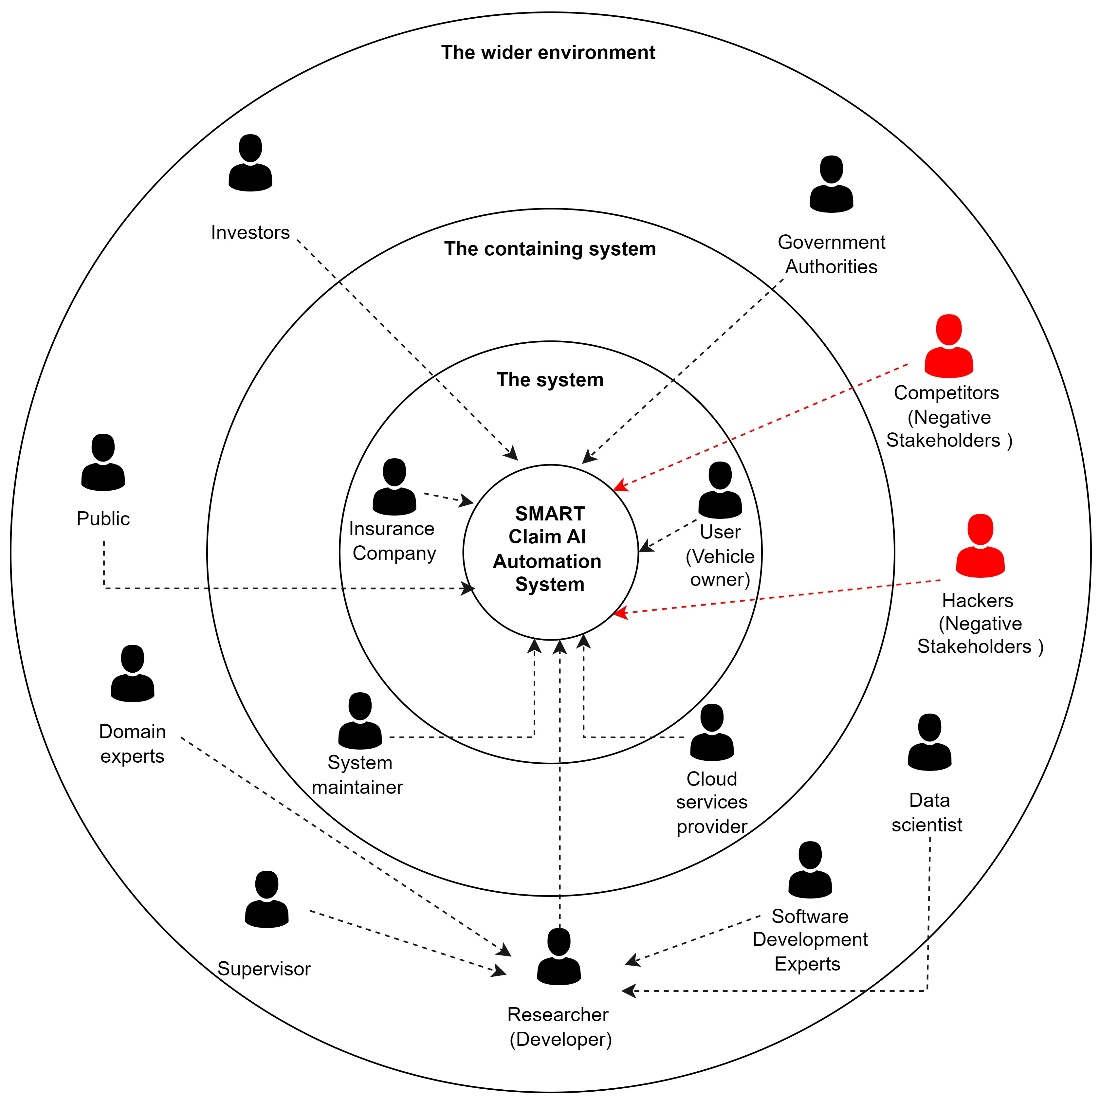 The wider environment
Investors
Government
Authorities
The containing system
Competitors
(Negative
Stakeholders )
The system
Public
Insurance
Company
SMART
Claim AI
Automation
System
User
(Vehicle
owner)
Hackers
(Negative
Stakeholders )
Domain
experts
System
maintainer
Cloud
services
provider
Data
scientist
Supervisor
Software
Development
Experts
Researcher
(Developer)